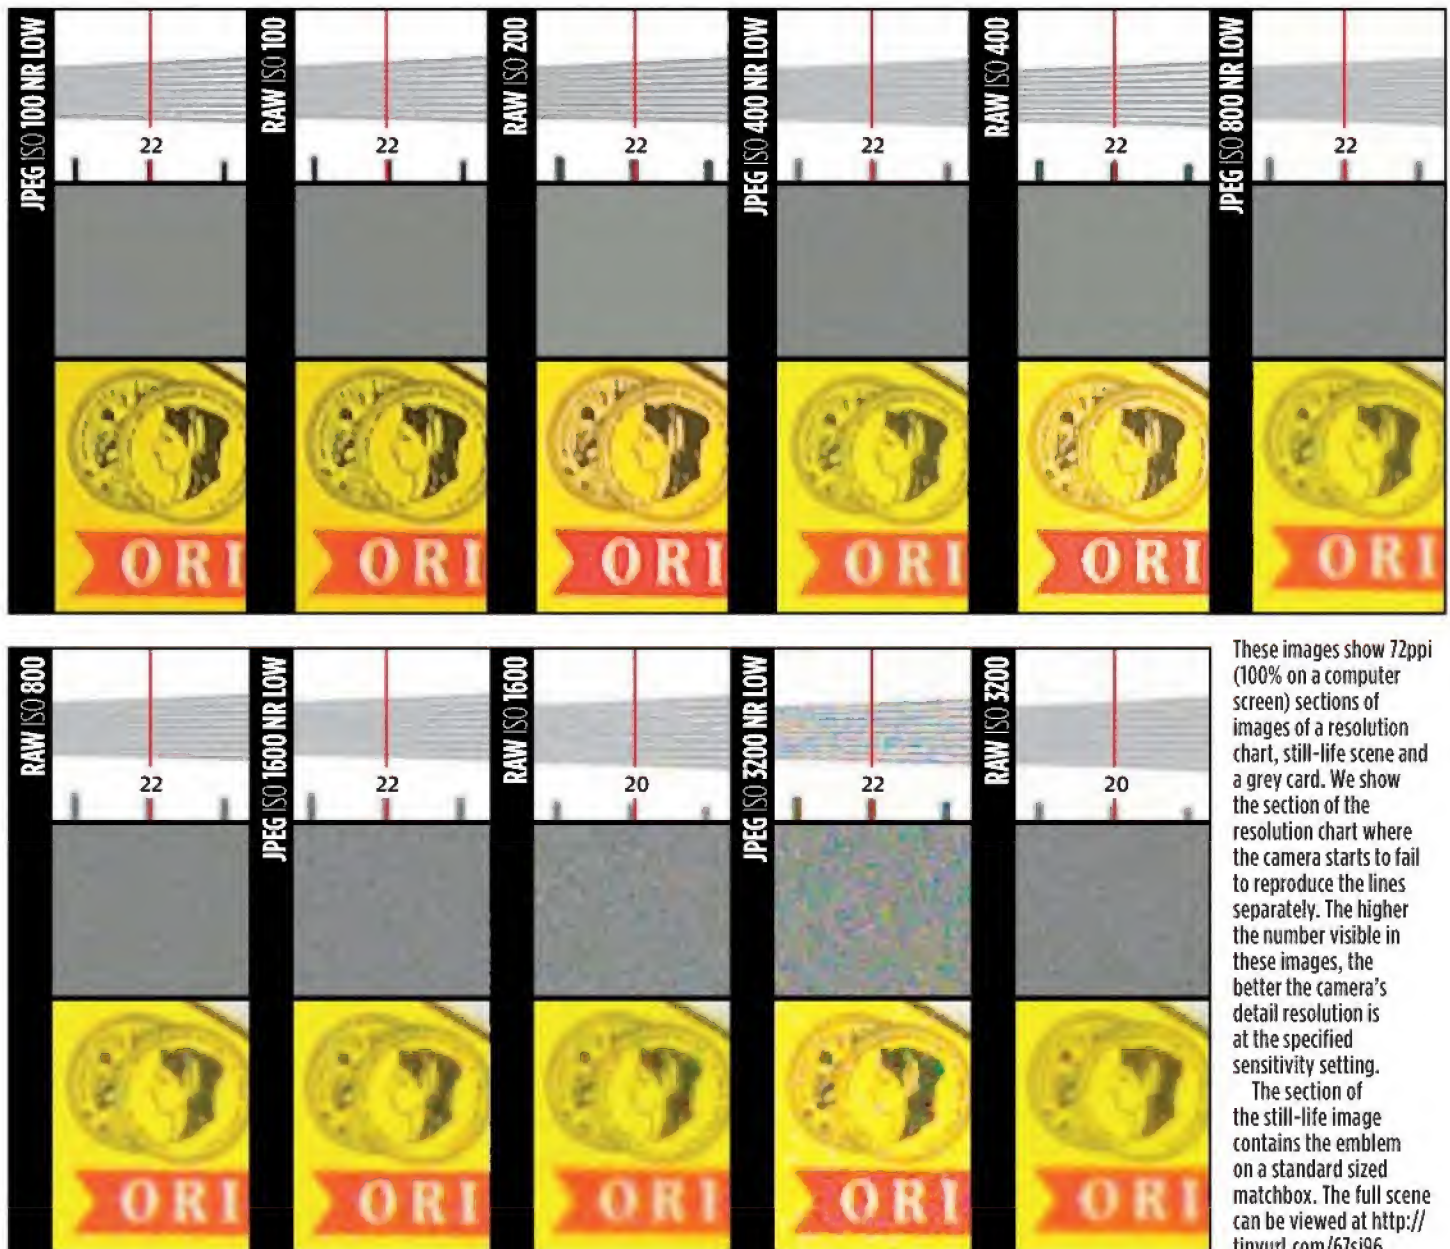 JPEG ISO 100 NR LOW
22
ORI
RAW ISO 100
22
ORI
RAW ISO 200
22
ORI
JPEG ISO 400 NR LOW
22
ORI
RAW ISO 400
22
ORI
JPEG ISO 800 NR LOW
22
ORI
RAW ISO 800
22
ORI
JPEG ISO 1600 NR LOW
22
ORI
RAW ISO 1600
20
ORI
JPEG ISO 3200 NR LOW
22
ORI
RAW ISO 3200
20
ORI
These images show 72ppi
(100% on a computer
screen) sections of
images of a resolution
chart, still-life scene and
a grey card. We show
the section of the
resolution chart where
the camera starts to fail
to reproduce the lines
separately. The higher
the number visible in
these images, the
better the camera's
detail resolution is
at the specified
sensitivity setting.
The section of
the still-life image
contains the emblem
on a standard sized
matchbox. The full scene
can be viewed at http://
tinyurl.com/67sj96